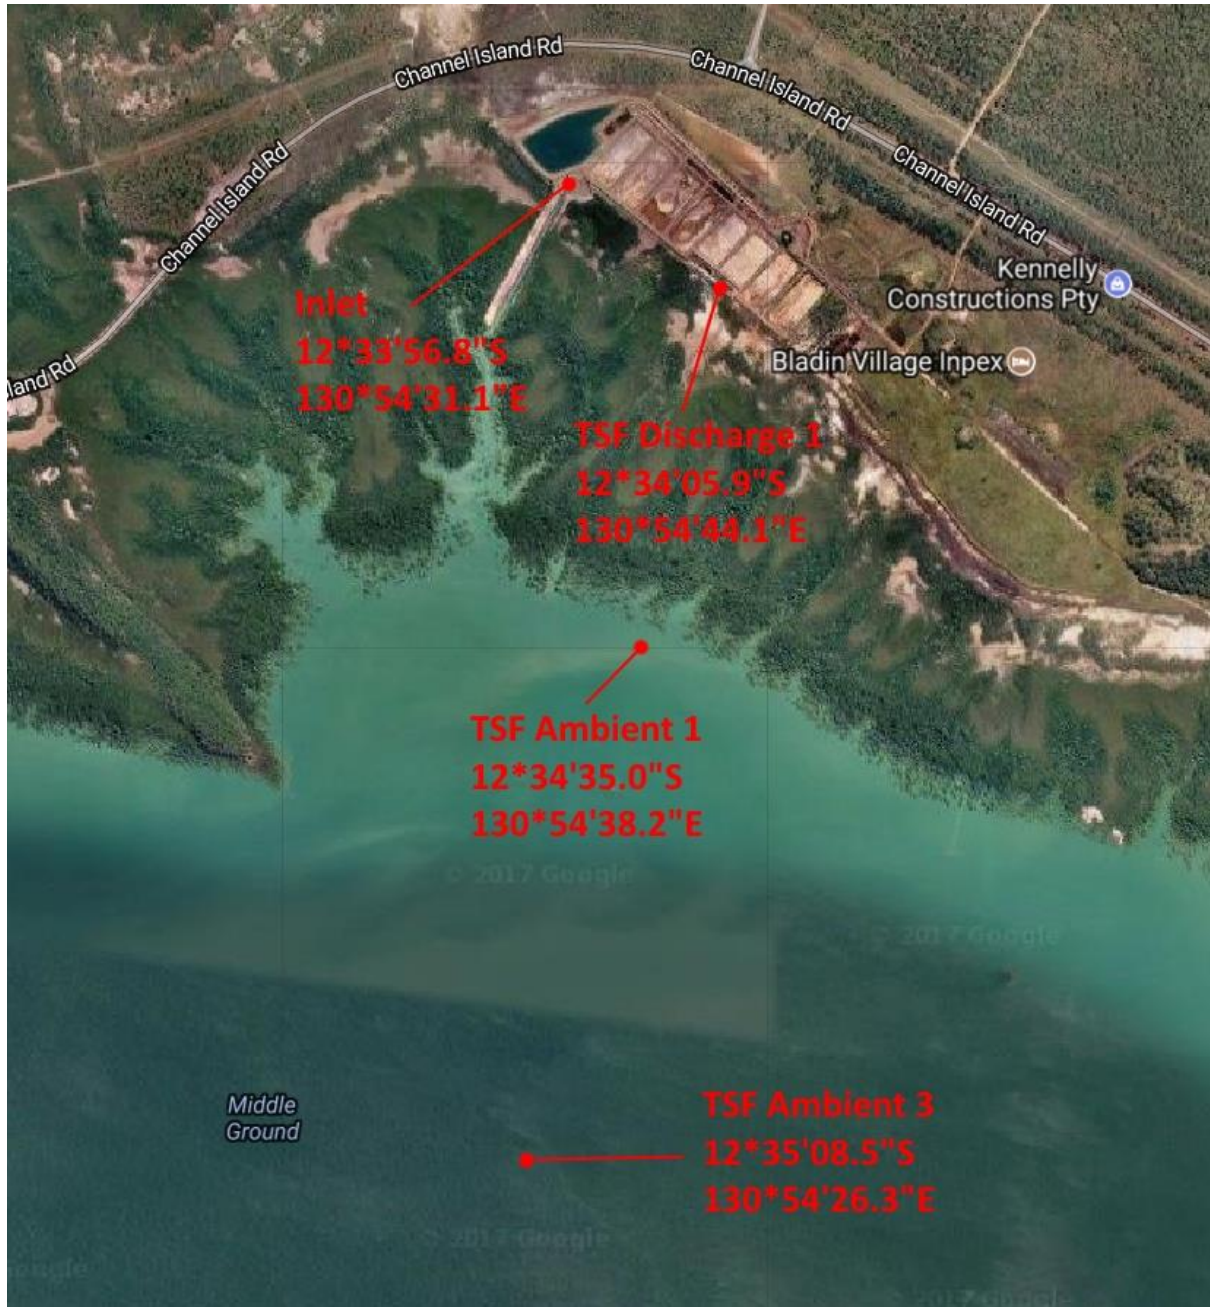 Channel Island Rd
Channel Island Rd
Channel Island Rd
Channel Island Rd
land Rd
Kennelly
Constructions Pty
Bladin Village Inpex
Inlet
12*33'56.8"S
130*54'31.1"E
TSF Discharge 1
12*34'05.9"S
130*54'44.1"E
TSF Ambient 1
12*34'35.0"S
130*54'38.2"E
© 2017 Google
© 2017 Google
Middle
Ground
TSF Ambient 3
12*35'08.5"S
130*54'26.3"E
© 2017 Google
oogle
2017 Google